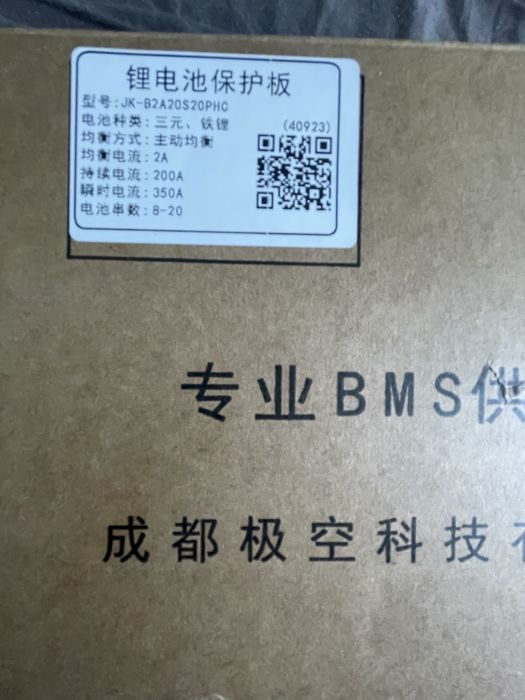 锂电池保护板
型号:JK-B2A20S20PHC
电池种类:三元、铁锂
(40923)
均衡方式:主动均衡
均衡电流:2A
持续电流:200A
瞬时电流:350A
电池串数:8-20
专业BMS供
成都极空科技有